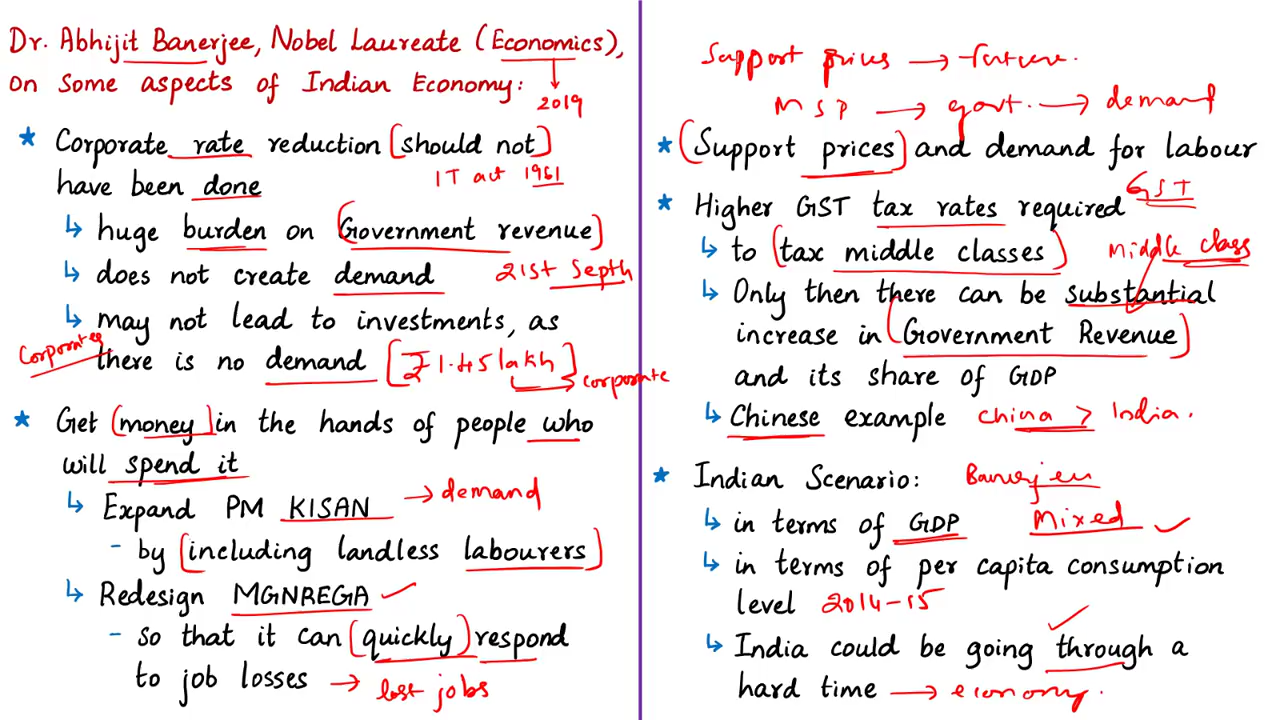 Dr. Abhijit Banerjee, Nobel Laureate (Economics),
on some aspects of Indian Economy:
2019
★ Corporate rate reduction [should not]
IT act 1961
have been done
↳ huge burden on (Government revenue)
↳ does not create demand
21st Septh
↳ may not lead to investments, as
Corporates
there is no demand [₹1.45 lakh]
corporate
★ Get (money) in the hands of people who
will spend it
↳ Expand PM KISAN → demand
- by (including landless labourers)
↳ Redesign MGNREGA ✓
- so that it can (quickly) respond
to job losses → lost jobs
Support prices →
MSP → govt. → demand
★ (Support prices) and demand for labour
GST
★ Higher GST tax rates required
↳ to (tax middle classes)
Middle class
↳ Only then there can be substantial
increase in (Government Revenue)
and its share of GDP
↳ Chinese example China > India.
★ Indian Scenario: Banerjee
↳ in terms of GDP Mixed ✓
↳ in terms of per capita consumption
level 2014-15
↳ India could be going through a
hard time → economy.